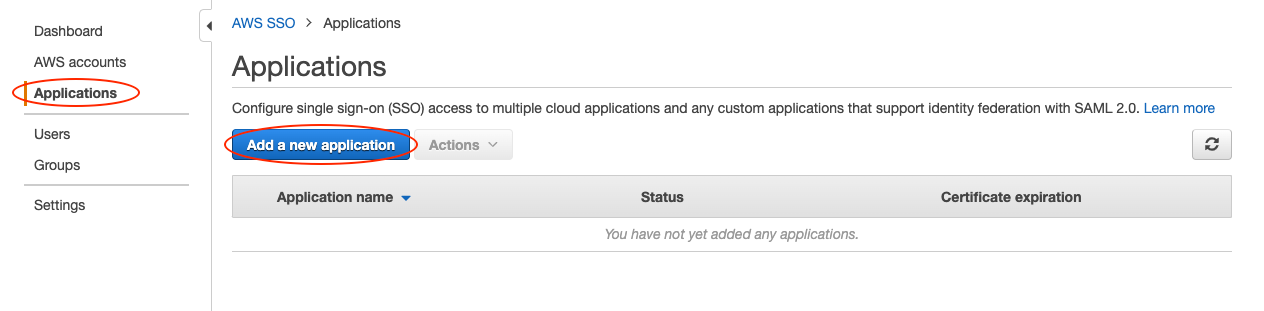 Dashboard
AWS accounts
Applications
Users
Groups
Settings
AWS SSO > Applications
Applications
Configure single sign-on (SSO) access to multiple cloud applications and any custom applications that support identity federation with SAML 2.0. Learn more
Add a new application Actions
Application name Status Certificate expiration
You have not yet added any applications.